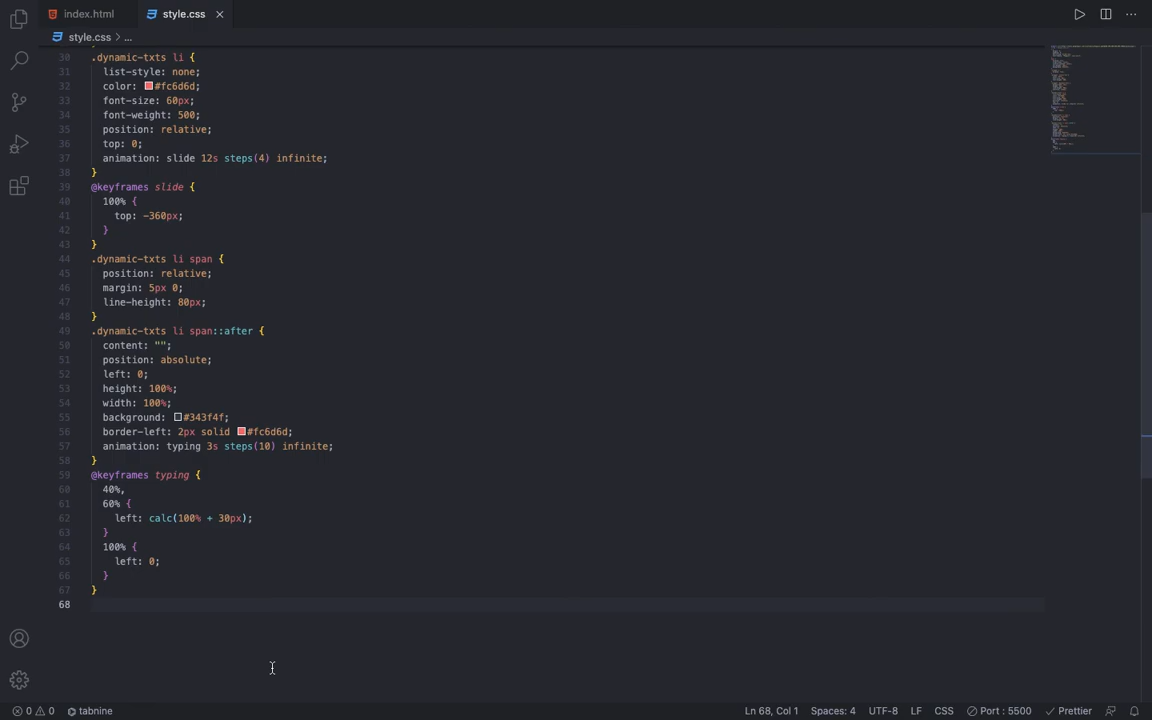 index.html
style.css
style.css > ...
30 .dynamic-txts li {
31 list-style: none;
32 color: #fc6d6d;
33 font-size: 60px;
34 font-weight: 500;
35 position: relative;
36 top: 0;
37 animation: slide 12s steps(4) infinite;
38 }
39 @keyframes slide {
40 100% {
41 top: -360px;
42 }
43 }
44 .dynamic-txts li span {
45 position: relative;
46 margin: 5px 0;
47 line-height: 80px;
48 }
49 .dynamic-txts li span::after {
50 content: "";
51 position: absolute;
52 left: 0;
53 height: 100%;
54 width: 100%;
55 background: #343f4f;
56 border-left: 2px solid #fc6d6d;
57 animation: typing 3s steps(10) infinite;
58 }
59 @keyframes typing {
60 40%,
61 60% {
62 left: calc(100% + 30px);
63 }
64 100% {
65 left: 0;
66 }
67 }
68
0 0 tabnine Ln 68, Col 1 Spaces: 4 UTF-8 LF CSS Port : 5500 Prettier